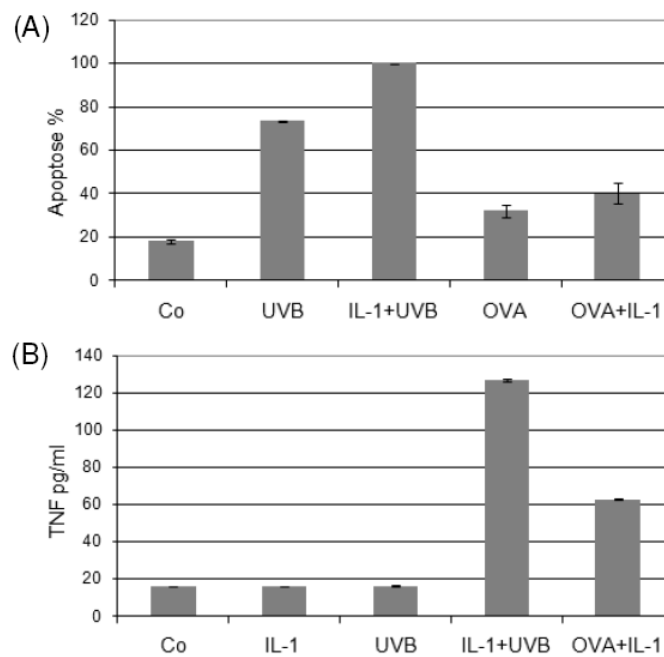 (A)
120
100
80
60
40
20
0
Apoptose %
Co UVB IL-1+UVB OVA OVA+IL-1
(B)
140
120
100
80
60
40
20
0
TNF pg/ml
Co IL-1 UVB IL-1+UVB OVA+IL-1